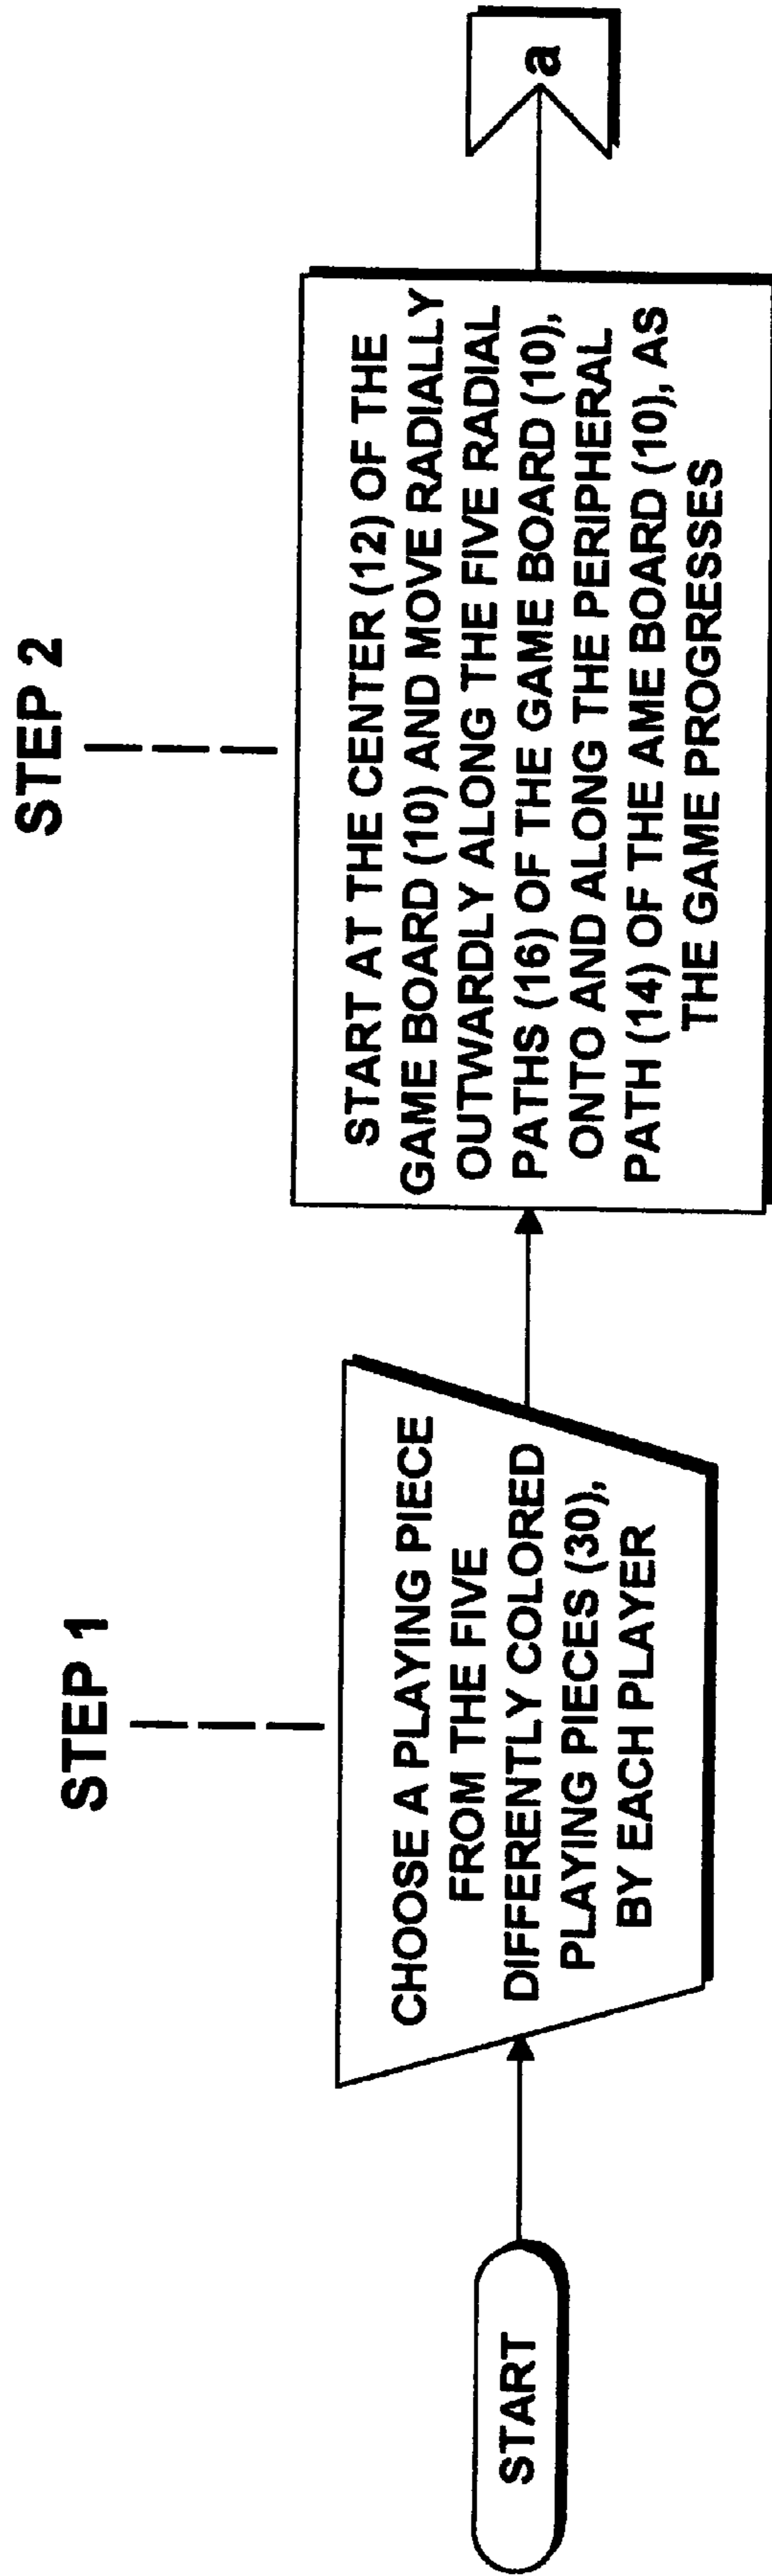 START
STEP 1
CHOOSE A PLAYING PIECE
FROM THE FIVE
DIFFERENTLY COLORED
PLAYING PIECES (30),
BY EACH PLAYER
STEP 2
START AT THE CENTER (12) OF THE
GAME BOARD (10) AND MOVE RADIALLY
OUTWARDLY ALONG THE FIVE RADIAL
PATHS (16) OF THE GAME BOARD (10),
ONTO AND ALONG THE PERIPHERAL
PATH (14) OF THE AME BOARD (10), AS
THE GAME PROGRESSES
a